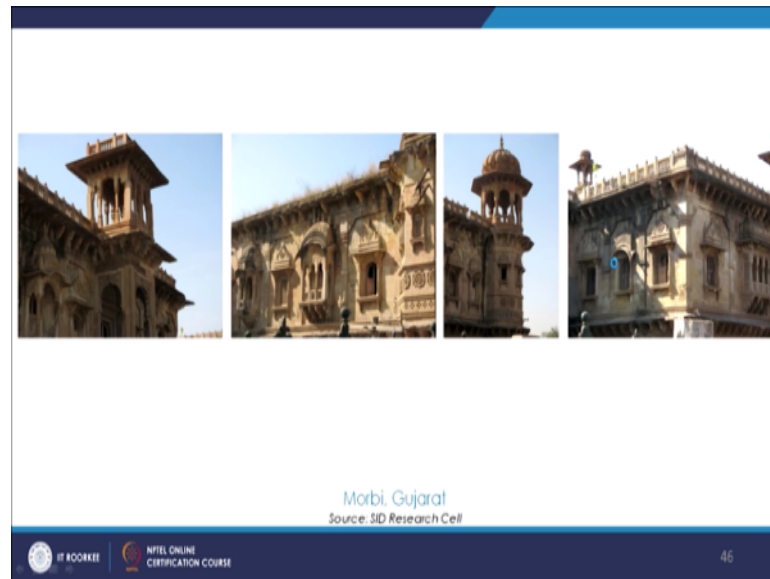 Morbi, Gujarat
Source: SID Research Cell
IIT ROORKEE
NPTEL ONLINE
CERTIFICATION COURSE
46